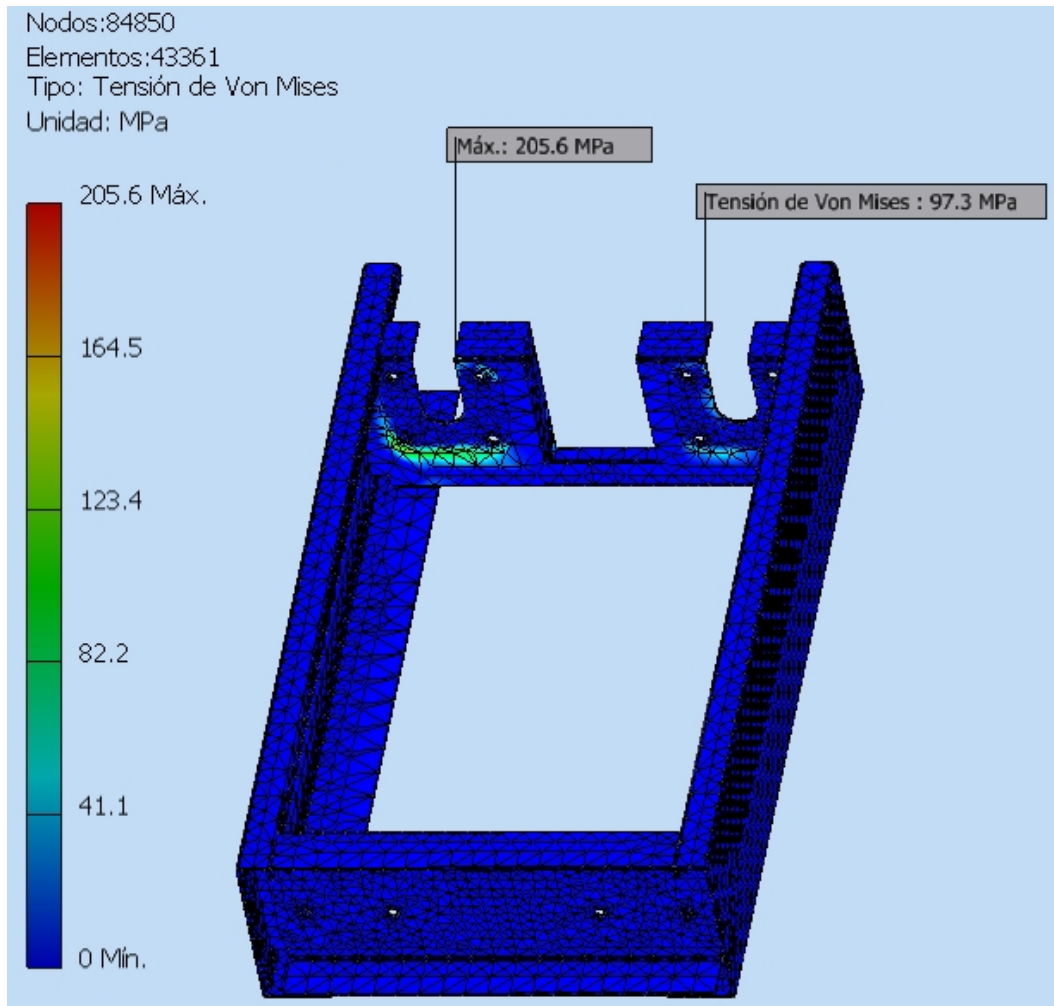 Nodos:84850
Elementos:43361
Tipo: Tensión de Von Mises
Unidad: MPa
Máx.: 205.6 MPa
205.6 Máx.
Tensión de Von Mises : 97.3 MPa
164.5
123.4
82.2
41.1
0 Mín.